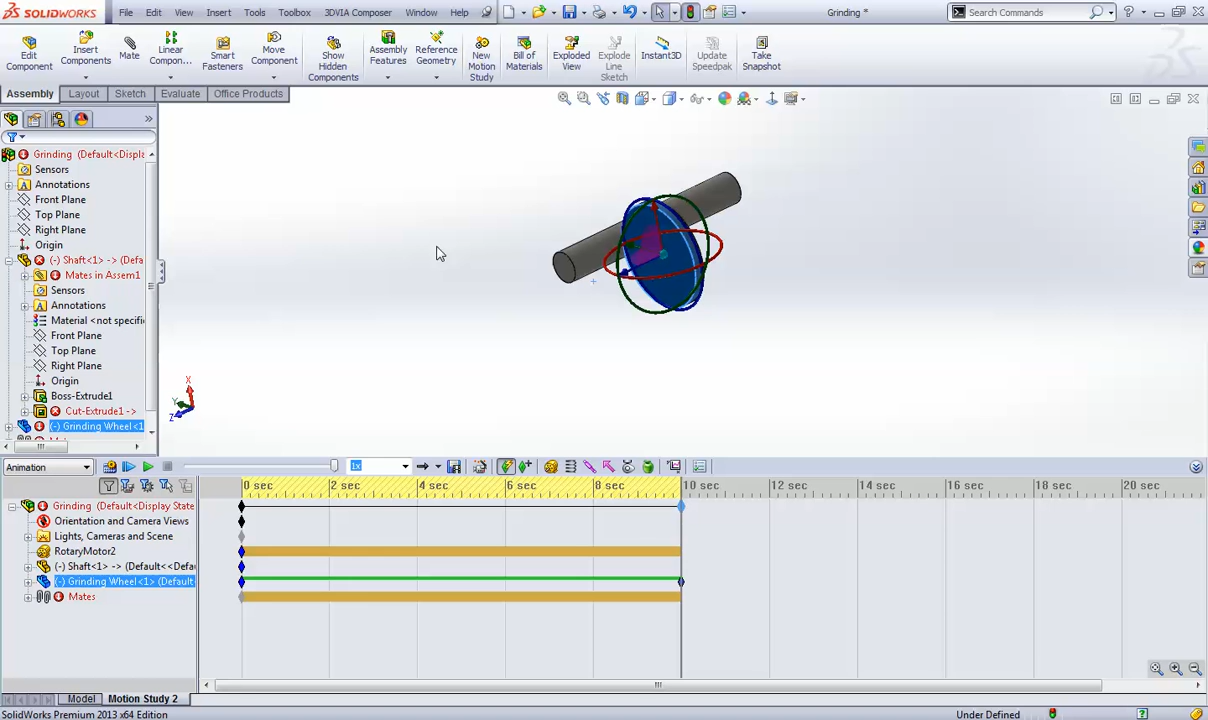 SOLIDWORKS File Edit View Insert Tools Toolbox 3DVIA Composer Window Help Grinding * Search Commands
Edit Component
Insert Components
Mate
Linear Compon...
Smart Fasteners
Move Component
Show Hidden Components
Assembly Features
Reference Geometry
New Motion Study
Bill of Materials
Exploded View
Explode Line Sketch
Instant3D
Update Speedpak
Take Snapshot
Assembly Layout Sketch Evaluate Office Products
Grinding (Default<Displa
Sensors
Annotations
Front Plane
Top Plane
Right Plane
Origin
(-) Shaft<1> -> (Defa
Mates in Assem1
Sensors
Annotations
Material <not specifi
Front Plane
Top Plane
Right Plane
Origin
Boss-Extrude1
Cut-Extrude1 ->
(-) Grinding Wheel<1
X
Y
Z
Animation 1x
0 sec 2 sec 4 sec 6 sec 8 sec 10 sec 12 sec 14 sec 16 sec 18 sec 20 sec
Grinding (Default<Display State
Orientation and Camera Views
Lights, Cameras and Scene
RotaryMotor2
(-) Shaft<1> -> (Default<<Defau
(-) Grinding Wheel<1> (Default
Mates
Model Motion Study 2
SolidWorks Premium 2013 x64 Edition Under Defined